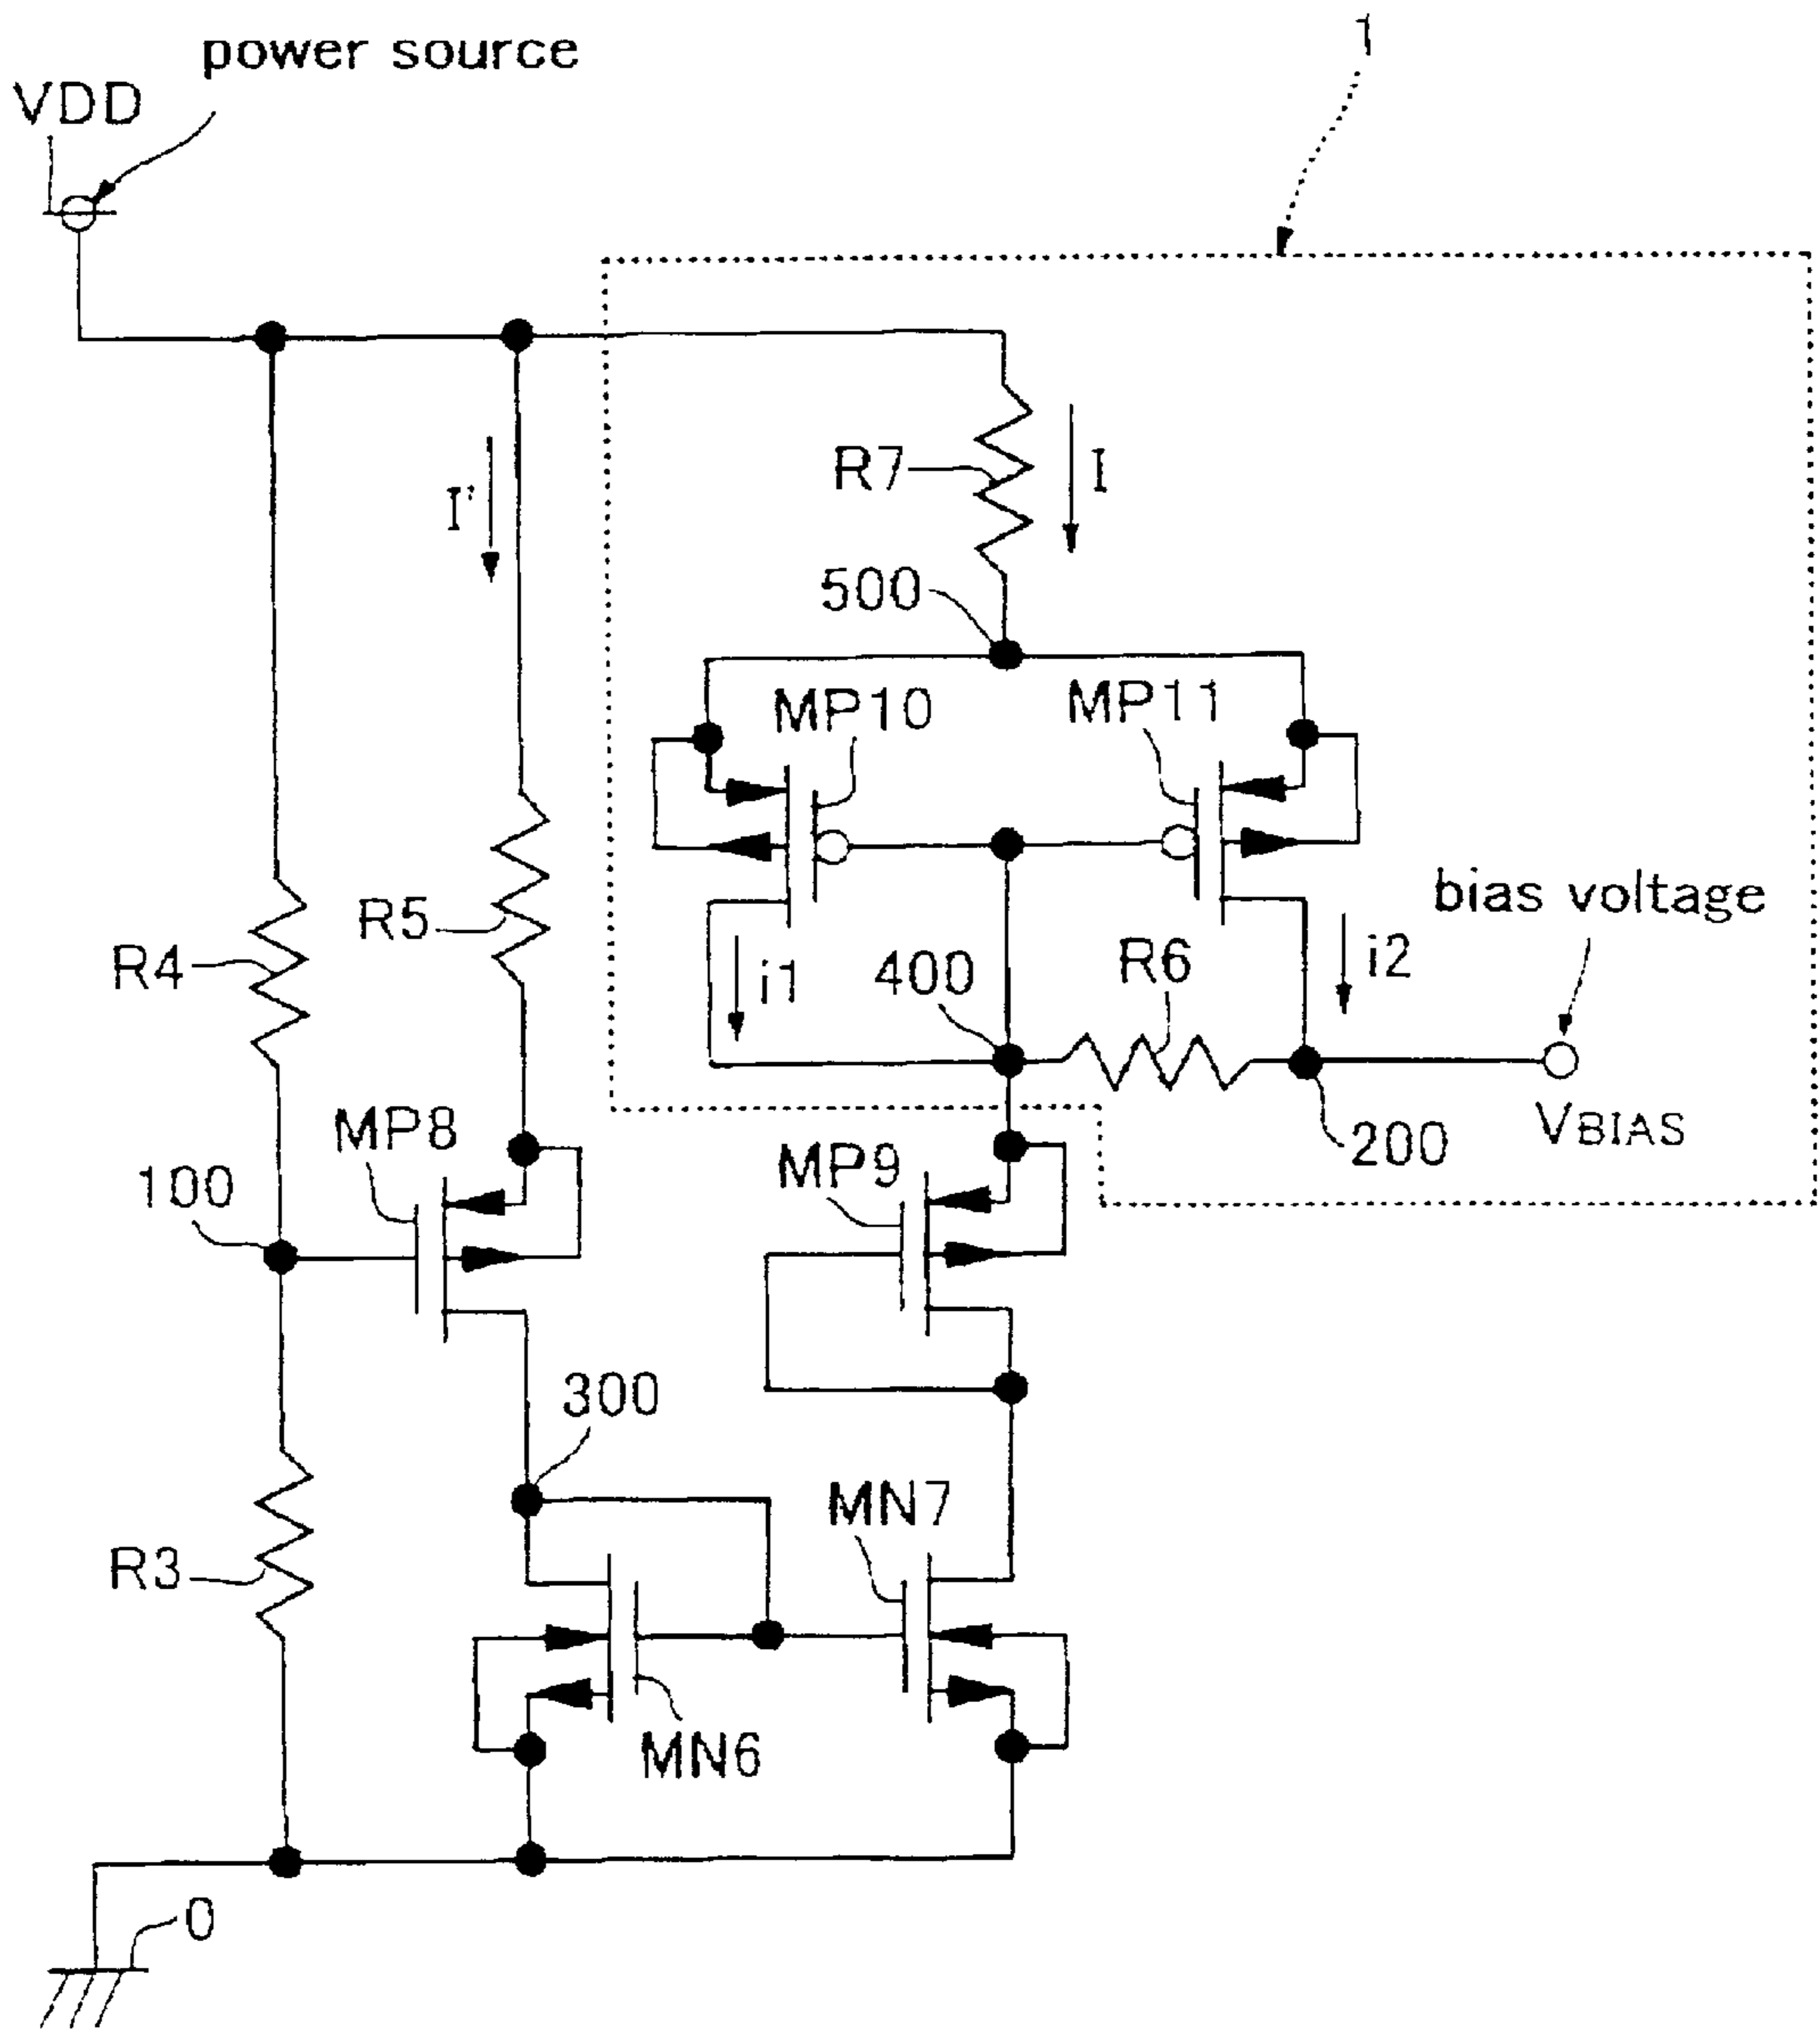 1
power source
VDD
R7
I
I'
500
MP10
MP11
bias voltage
R5
R4
i1
400
R6
i2
MP8
VBIAS
200
100
MP9
300
MN7
R3
MN6
0